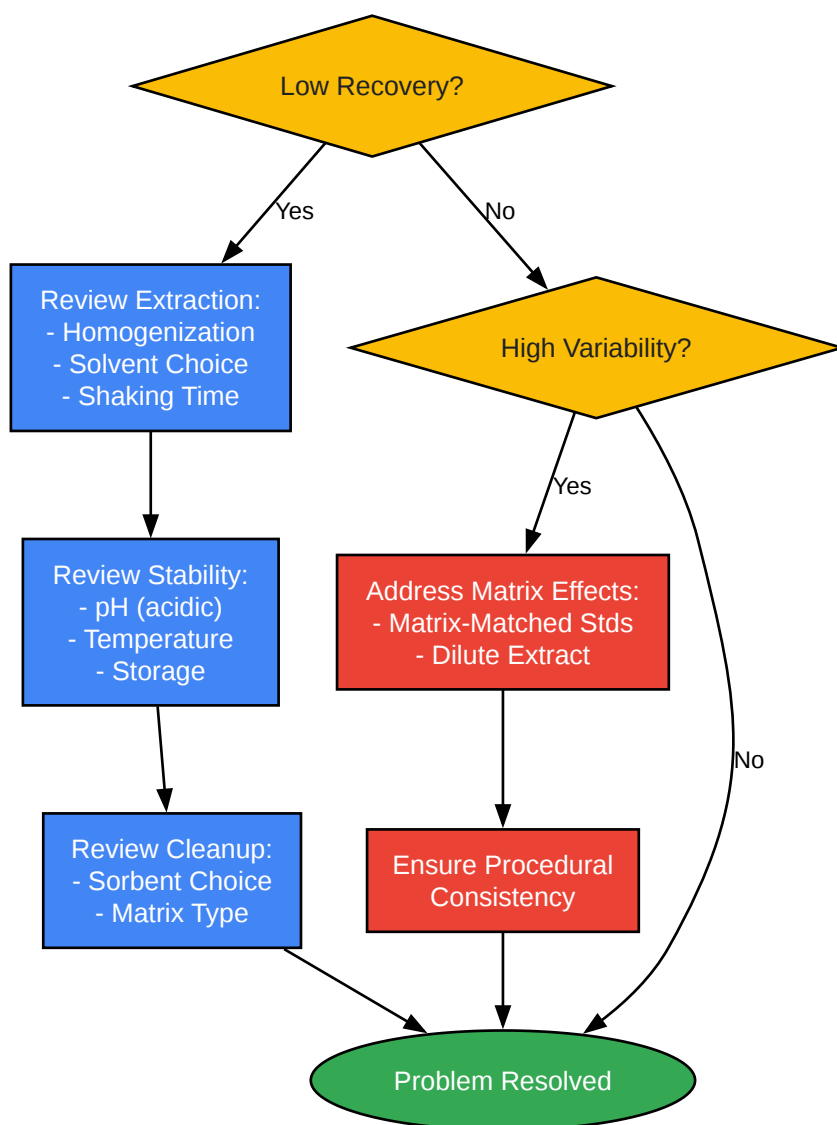 Low Recovery?
Yes
No
Review Extraction:
- Homogenization
- Solvent Choice
- Shaking Time
High Variability?
Yes
No
Review Stability:
- pH (acidic)
- Temperature
- Storage
Address Matrix Effects:
- Matrix-Matched Stds
- Dilute Extract
Review Cleanup:
- Sorbent Choice
- Matrix Type
Ensure Procedural
Consistency
Problem Resolved